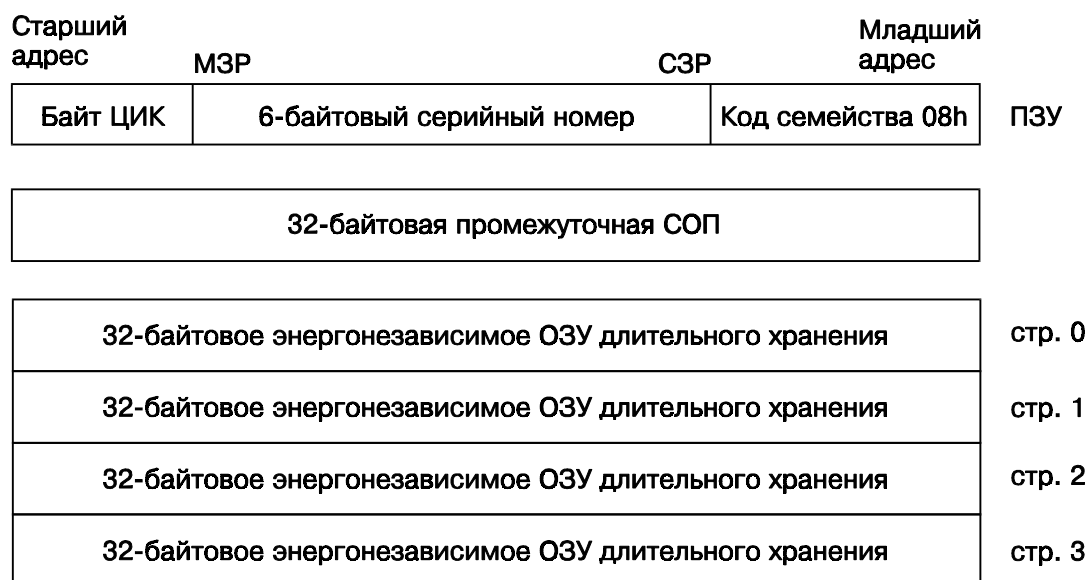 Старший адрес
МЗР
СЗР
Младший адрес
Байт ЦИК
6-байтовый серийный номер
Код семейства 08h
ПЗУ
32-байтовая промежуточная СОП
32-байтовое энергонезависимое ОЗУ длительного хранения
стр. 0
32-байтовое энергонезависимое ОЗУ длительного хранения
стр. 1
32-байтовое энергонезависимое ОЗУ длительного хранения
стр. 2
32-байтовое энергонезависимое ОЗУ длительного хранения
стр. 3